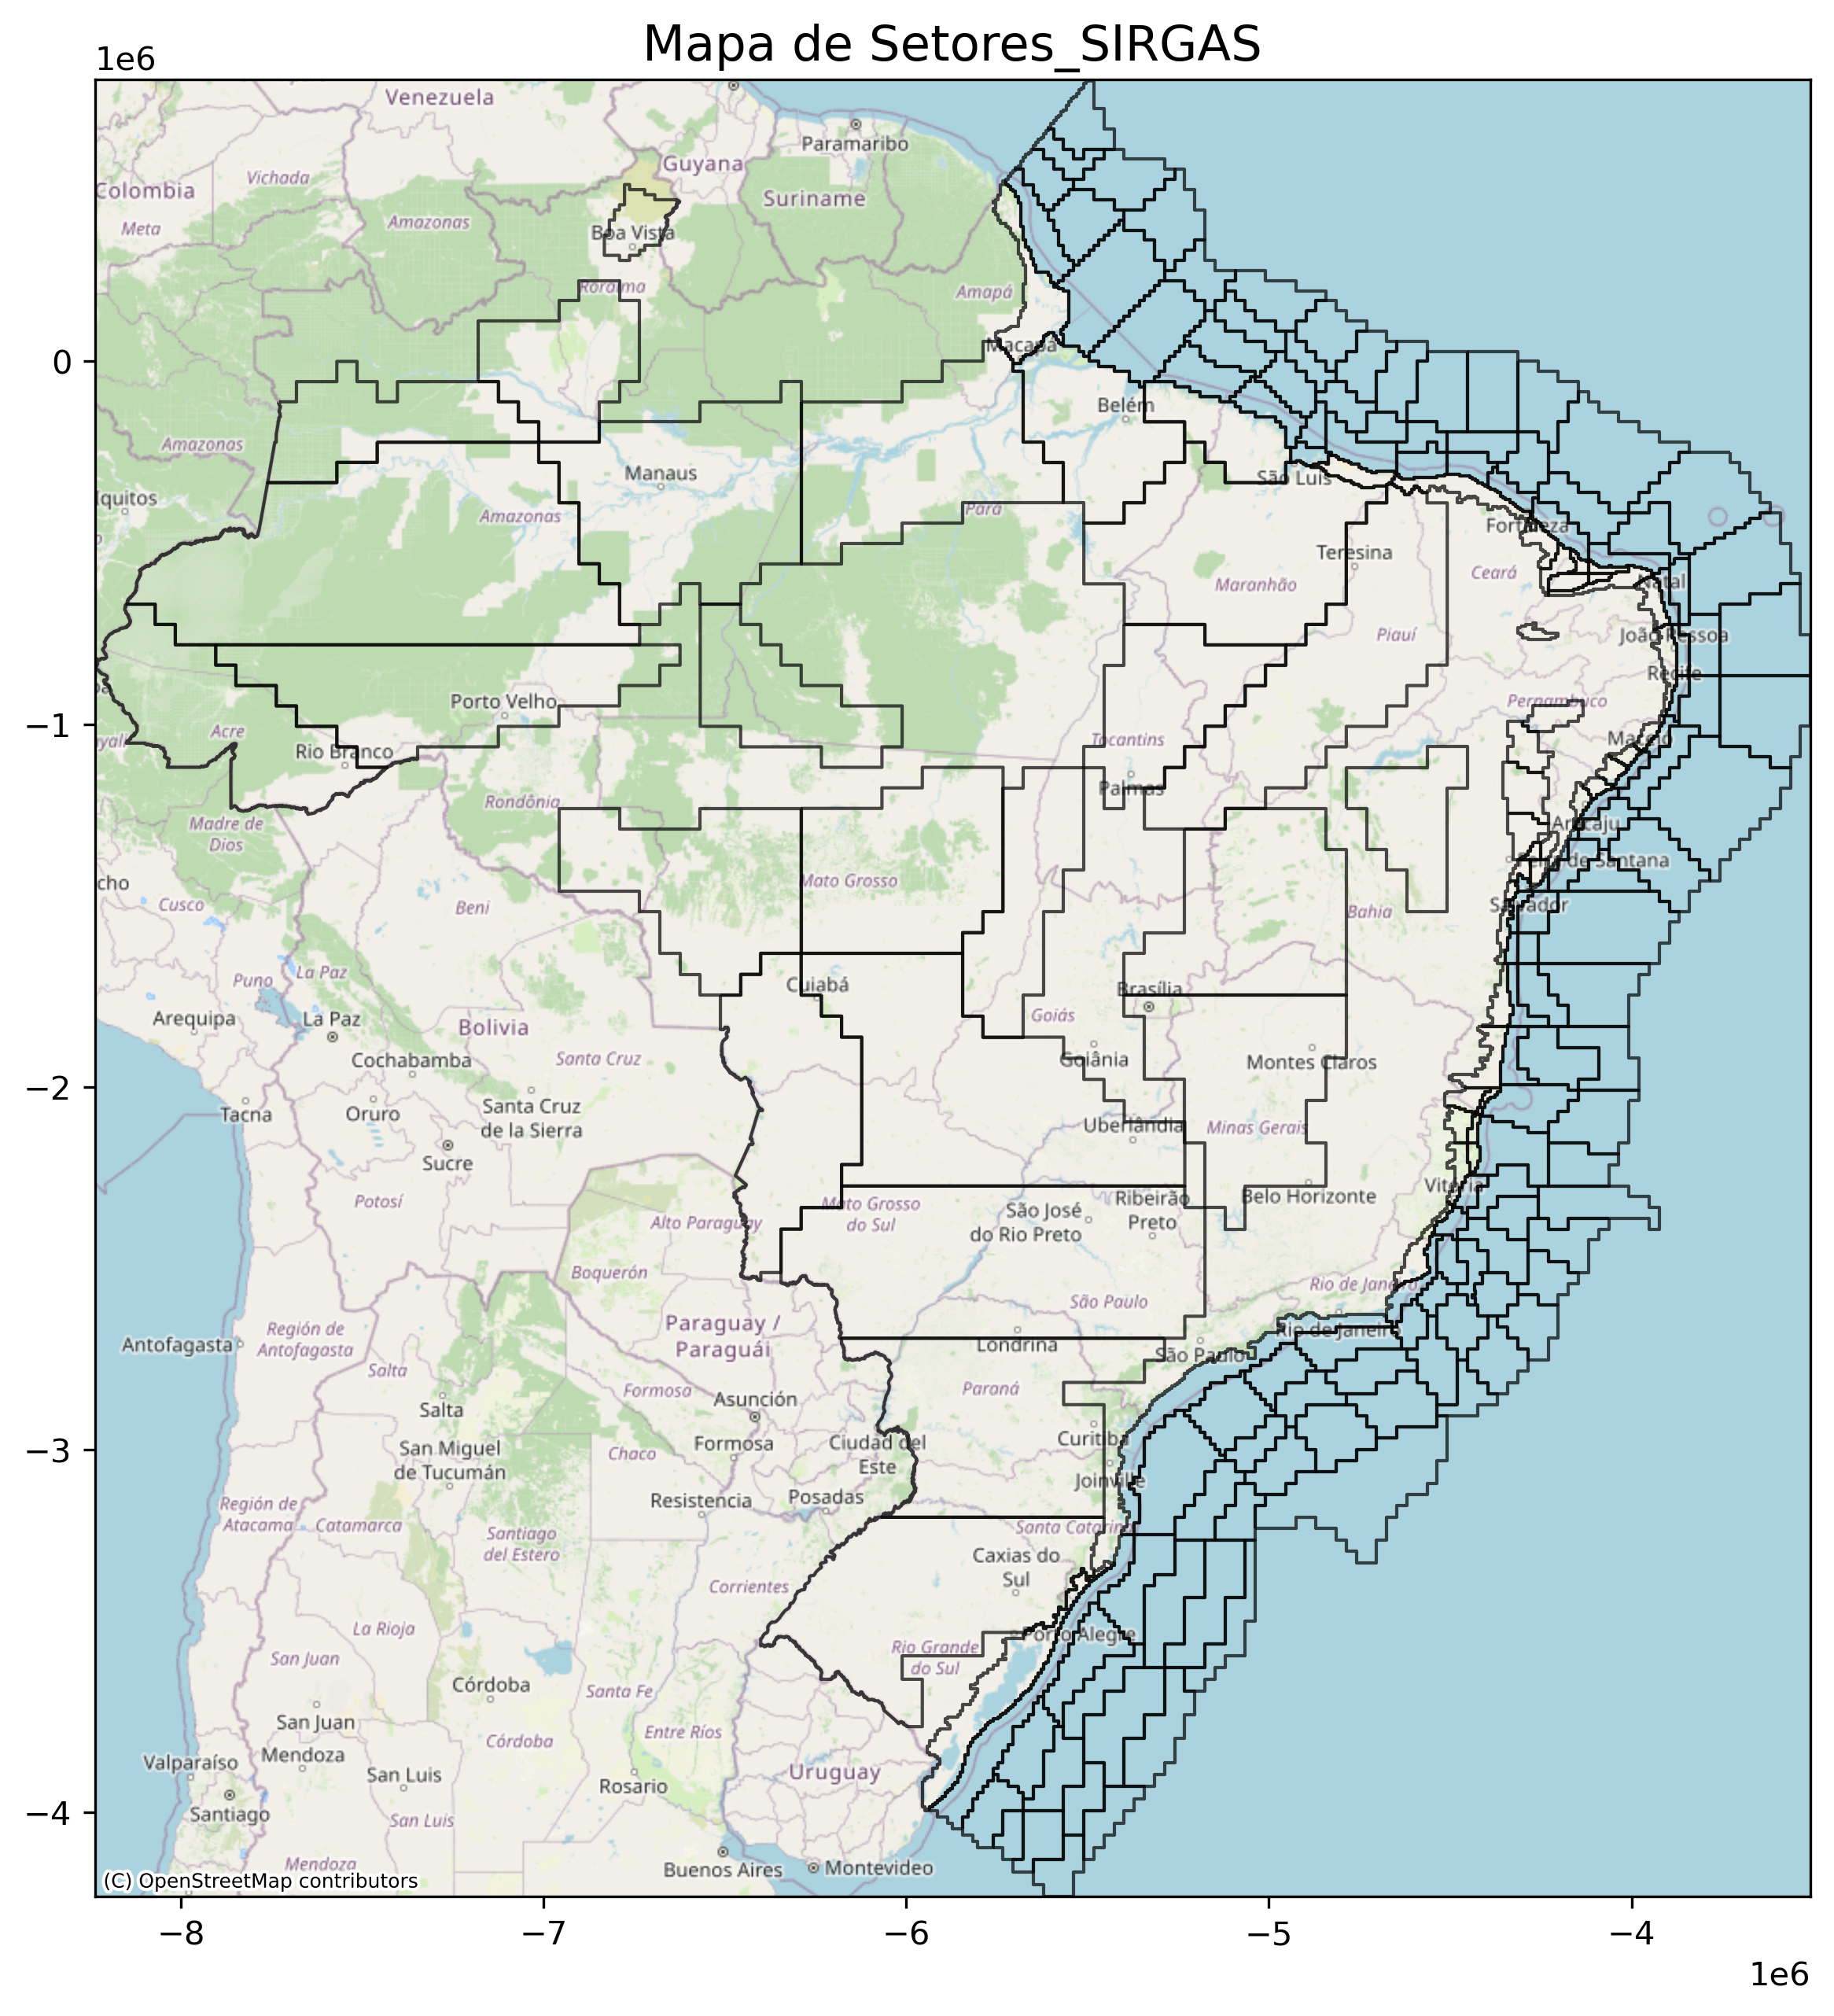 Mapa de Setores_SIRGAS
1e6
Venezuela
Paramaribo
Guyana
Colombia
Vichada
Suriname
Meta
Amazonas
Boa Vista
Roraima
Amapá
Macapá
0
Belém
Amazonas
Manaus
São Luis
Iquitos
Amazonas
Pará
Fortaleza
Teresina
Maranhão
Ceará
Natal
Piauí
João Pessoa
Recife
Porto Velho
Pernambuco
−1
Acre
Rio Branco
Tocantins
Maceió
Palmas
Rondônia
Madre de
Dios
Aracaju
Feira de Santana
Mato Grosso
Cusco
Beni
Bahia
Salvador
Puno
La Paz
Cuiabá
Brasília
Arequipa
La Paz
Bolivia
Goiás
Cochabamba
Santa Cruz
Goiânia
Montes Claros
−2
Tacna
Oruro
Santa Cruz
de la Sierra
Uberlândia
Minas Gerais
Sucre
Vitória
Potosí
Mato Grosso
do Sul
São José
do Rio Preto
Ribeirão
Preto
Belo Horizonte
Alto Paraguay
Boquerón
Rio de Janeiro
São Paulo
Región de
Antofagasta
Paraguay /
Paraguái
Rio de Janeiro
Antofagasta
Londrina
São Paulo
Salta
Formosa
Asunción
Paraná
Salta
San Miguel
de Tucumán
Chaco
Formosa
Ciudad del
Este
Curitiba
−3
Joinville
Región de
Atacama
Catamarca
Santiago
del Estero
Resistencia
Posadas
Santa Catarina
Corrientes
Caxias do
Sul
La Rioja
San Juan
Rio Grande
do Sul
Porto Alegre
Córdoba
Santa Fe
San Juan
Córdoba
Entre Ríos
Valparaíso
Mendoza
San Luis
Rosario
Uruguay
Santiago
San Luis
−4
Mendoza
Buenos Aires
Montevideo
(C) OpenStreetMap contributors
−8
−7
−6
−5
−4
1e6